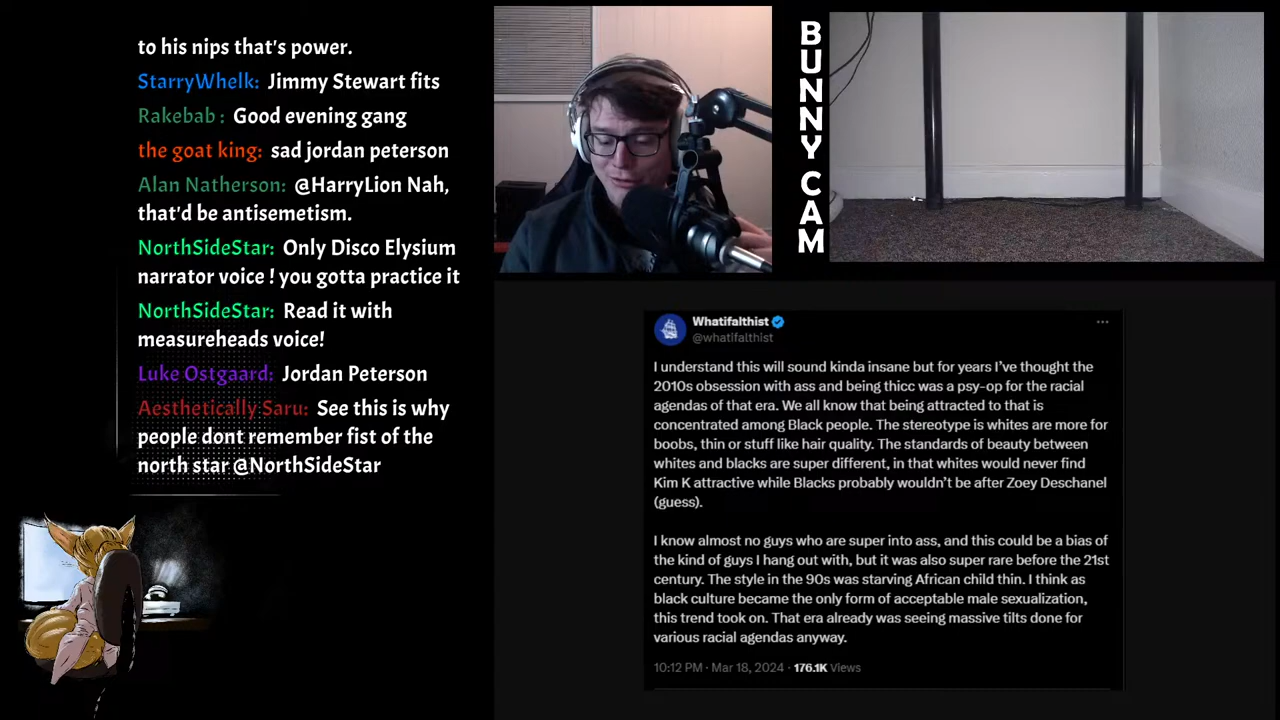 to his nips that's power.
StarryWhelk: Jimmy Stewart fits
Rakebab : Good evening gang
the goat king: sad jordan peterson
Alan Natherson: @HarryLion Nah,
that'd be antisemetism.
NorthSideStar: Only Disco Elysium
narrator voice ! you gotta practice it
NorthSideStar: Read it with
measureheads voice!
Luke Ostgaard: Jordan Peterson
Aesthetically Saru: See this is why
people dont remember fist of the
north star @NorthSideStar
BUNNY CAM
Whatifalthist
@whatifalthist
I understand this will sound kinda insane but for years I've thought the
2010s obsession with ass and being thicc was a psy-op for the racial
agendas of that era. We all know that being attracted to that is
concentrated among Black people. The stereotype is whites are more for
boobs, thin or stuff like hair quality. The standards of beauty between
whites and blacks are super different, in that whites would never find
Kim K attractive while Blacks probably wouldn't be after Zoey Deschanel
(guess).
I know almost no guys who are super into ass, and this could be a bias of
the kind of guys I hang out with, but it was also super rare before the 21st
century. The style in the 90s was starving African child thin. I think as
black culture became the only form of acceptable male sexualization,
this trend took on. That era already was seeing massive tilts done for
various racial agendas anyway.
10:12 PM · Mar 18, 2024 · 176.1K Views